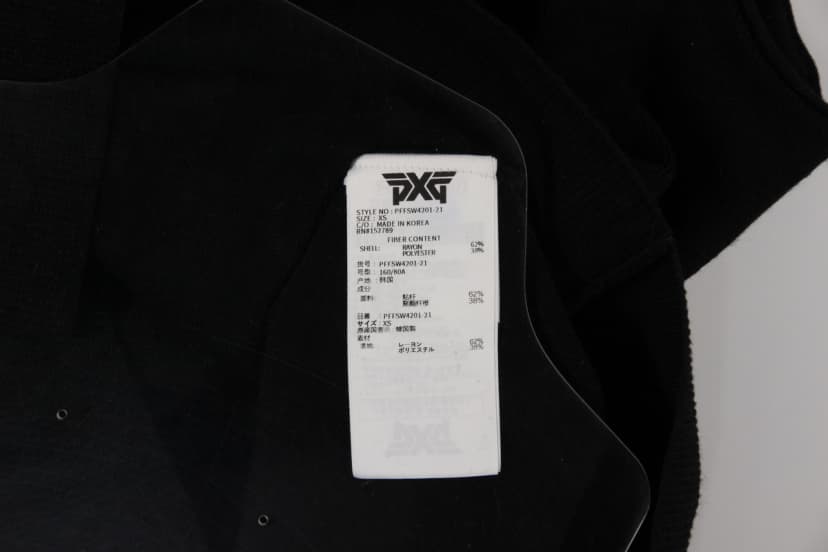 PXG
STYLE NO : PFFSW4201-21
SIZE : XS
C/O : MADE IN KOREA
RN#152789
FIBER CONTENT
SHELL: RAYON 62%
POLYESTER 38%
货号 : PFFSW4201-21
号型 : 160/80A
产地 : 韩国
成分
面料: 粘纤 62%
聚酯纤维 38%
品番 : PFFSW4201-21
サイズ : XS
原産国表示 : 韓国製
素材
表地: レーヨン 62%
ポリエステル 38%